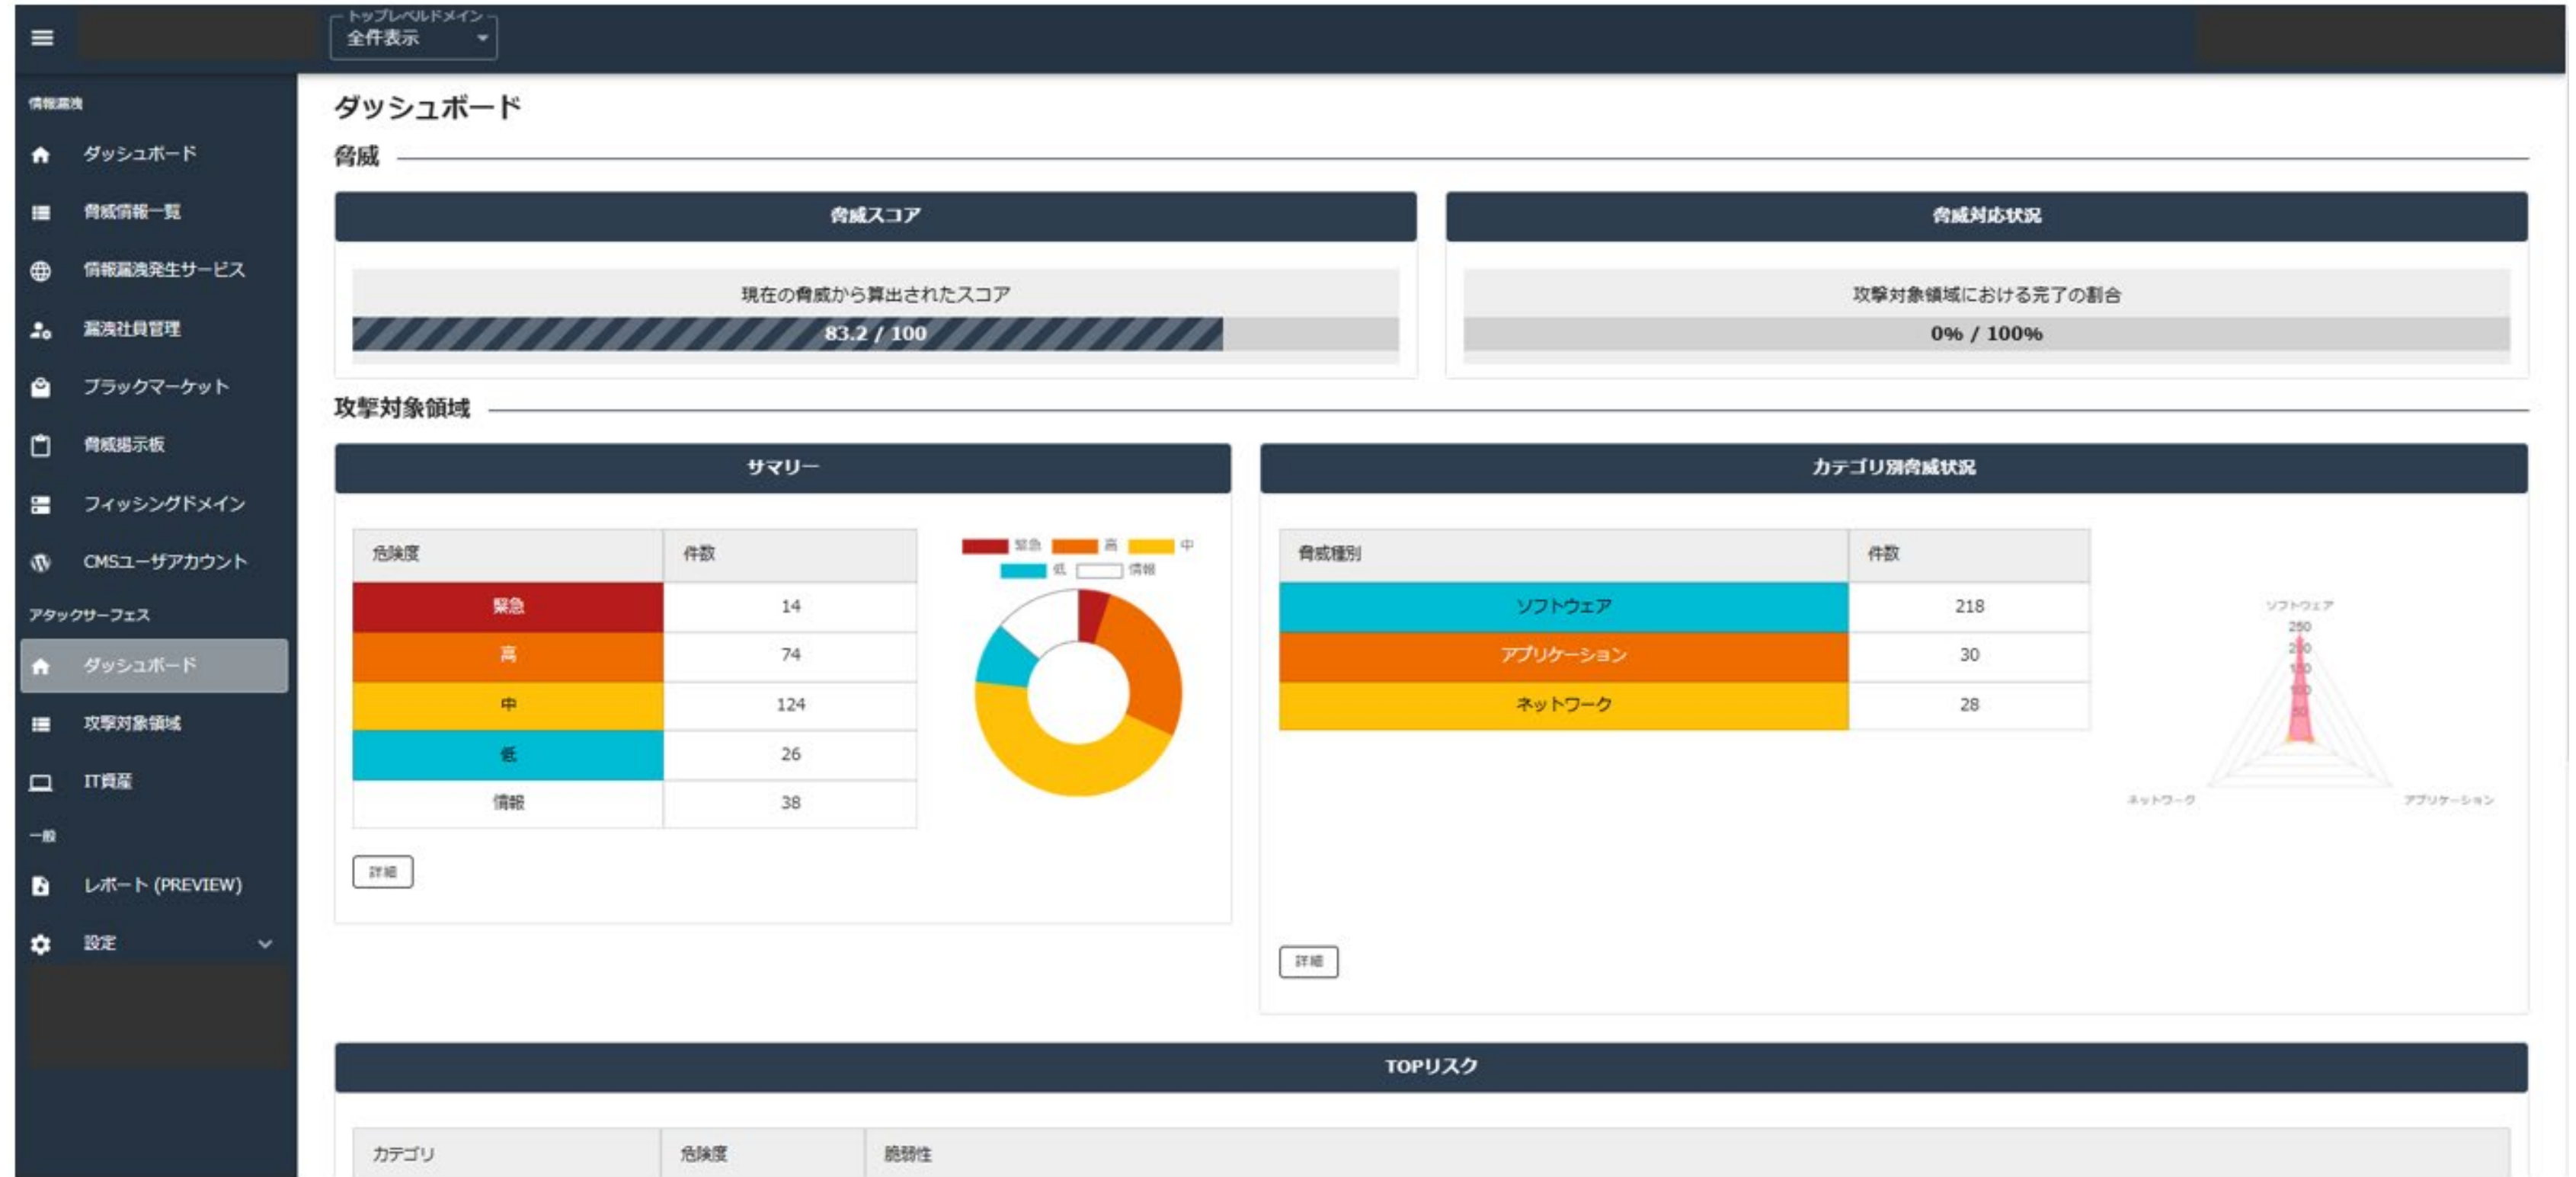 トップレベルドメイン
全件表示
情報漏洩
ダッシュボード
脅威情報一覧
情報漏洩発生サービス
漏洩社員管理
ブラックマーケット
脅威掲示板
フィッシングドメイン
CMSユーザアカウント
アタックサーフェス
ダッシュボード
攻撃対象領域
IT資産
一般
レポート (PREVIEW)
設定
ダッシュボード
脅威
脅威スコア
現在の脅威から算出されたスコア
83.2 / 100
脅威対応状況
攻撃対象領域における完了の割合
0% / 100%
攻撃対象領域
サマリー
危険度 件数
緊急 14
高 74
中 124
低 26
情報 38
緊急 高 中
低 情報
詳細
カテゴリ別脅威状況
脅威種別 件数
ソフトウェア 218
アプリケーション 30
ネットワーク 28
ソフトウェア
250
200
150
100
50
ネットワーク アプリケーション
詳細
TOPリスク
カテゴリ 危険度 脆弱性